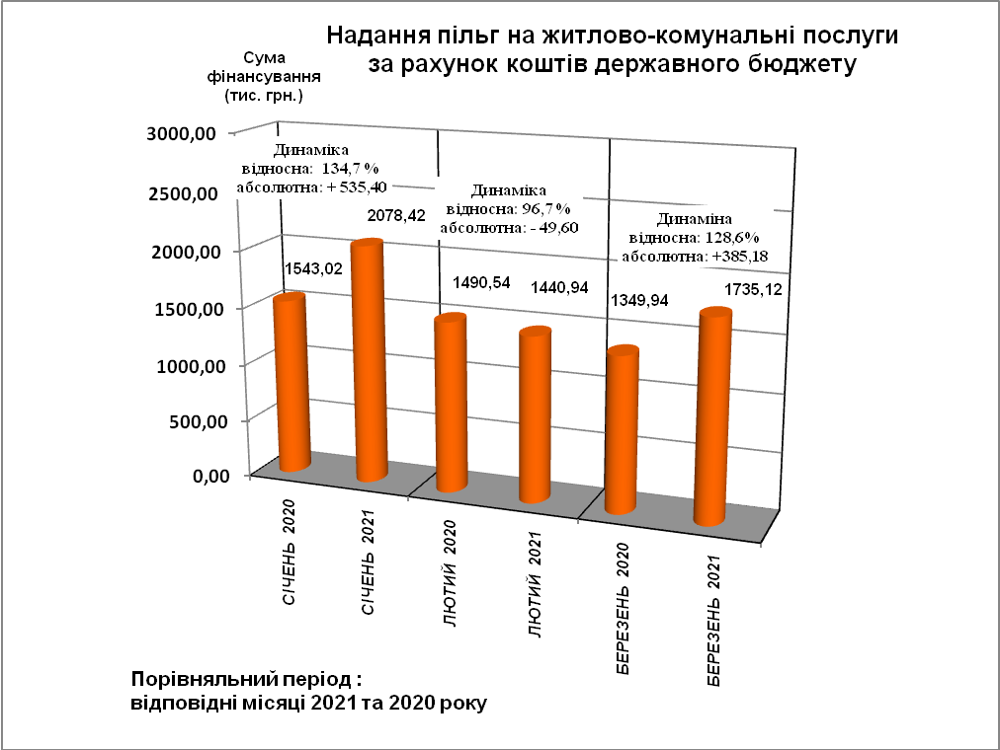 Надання пільг на житлово-комунальні послуги
за рахунок коштів державного бюджету
Сума
фінансування
(тис. грн.)
3000,00
2500,00
2000,00
1500,00
1000,00
500,00
0,00
Динаміка
відносна: 134,7 %
абсолютна: + 535,40
Динаміка
відносна: 96,7%
абсолютна: - 49,60
Динаміна
відносна: 128,6%
абсолютна: +385,18
1543,02
2078,42
1490,54
1440,94
1349,94
1735,12
СІЧЕНЬ 2020
СІЧЕНЬ 2021
ЛЮТИЙ 2020
ЛЮТИЙ 2021
БЕРЕЗЕНЬ 2020
БЕРЕЗЕНЬ 2021
Порівняльний період :
відповідні місяці 2021 та 2020 року